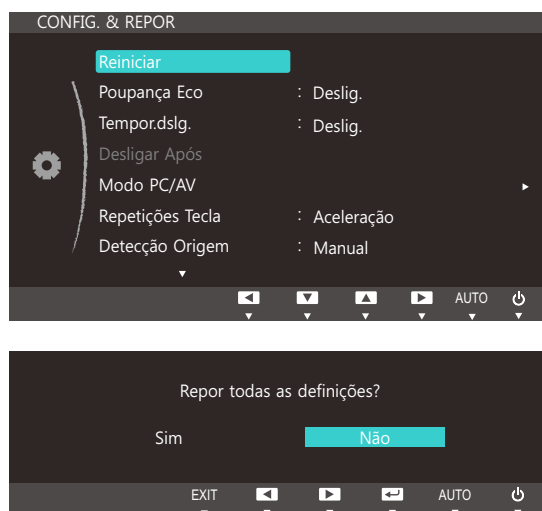 CONFIG. & REPOR
Reiniciar
Poupança Eco : Deslig.
Tempor.dslg. : Deslig.
Desligar Após
Modo PC/AV
Repetições Tecla : Aceleração
Detecção Origem : Manual
AUTO
Repor todas as definições?
Sim Não
EXIT AUTO